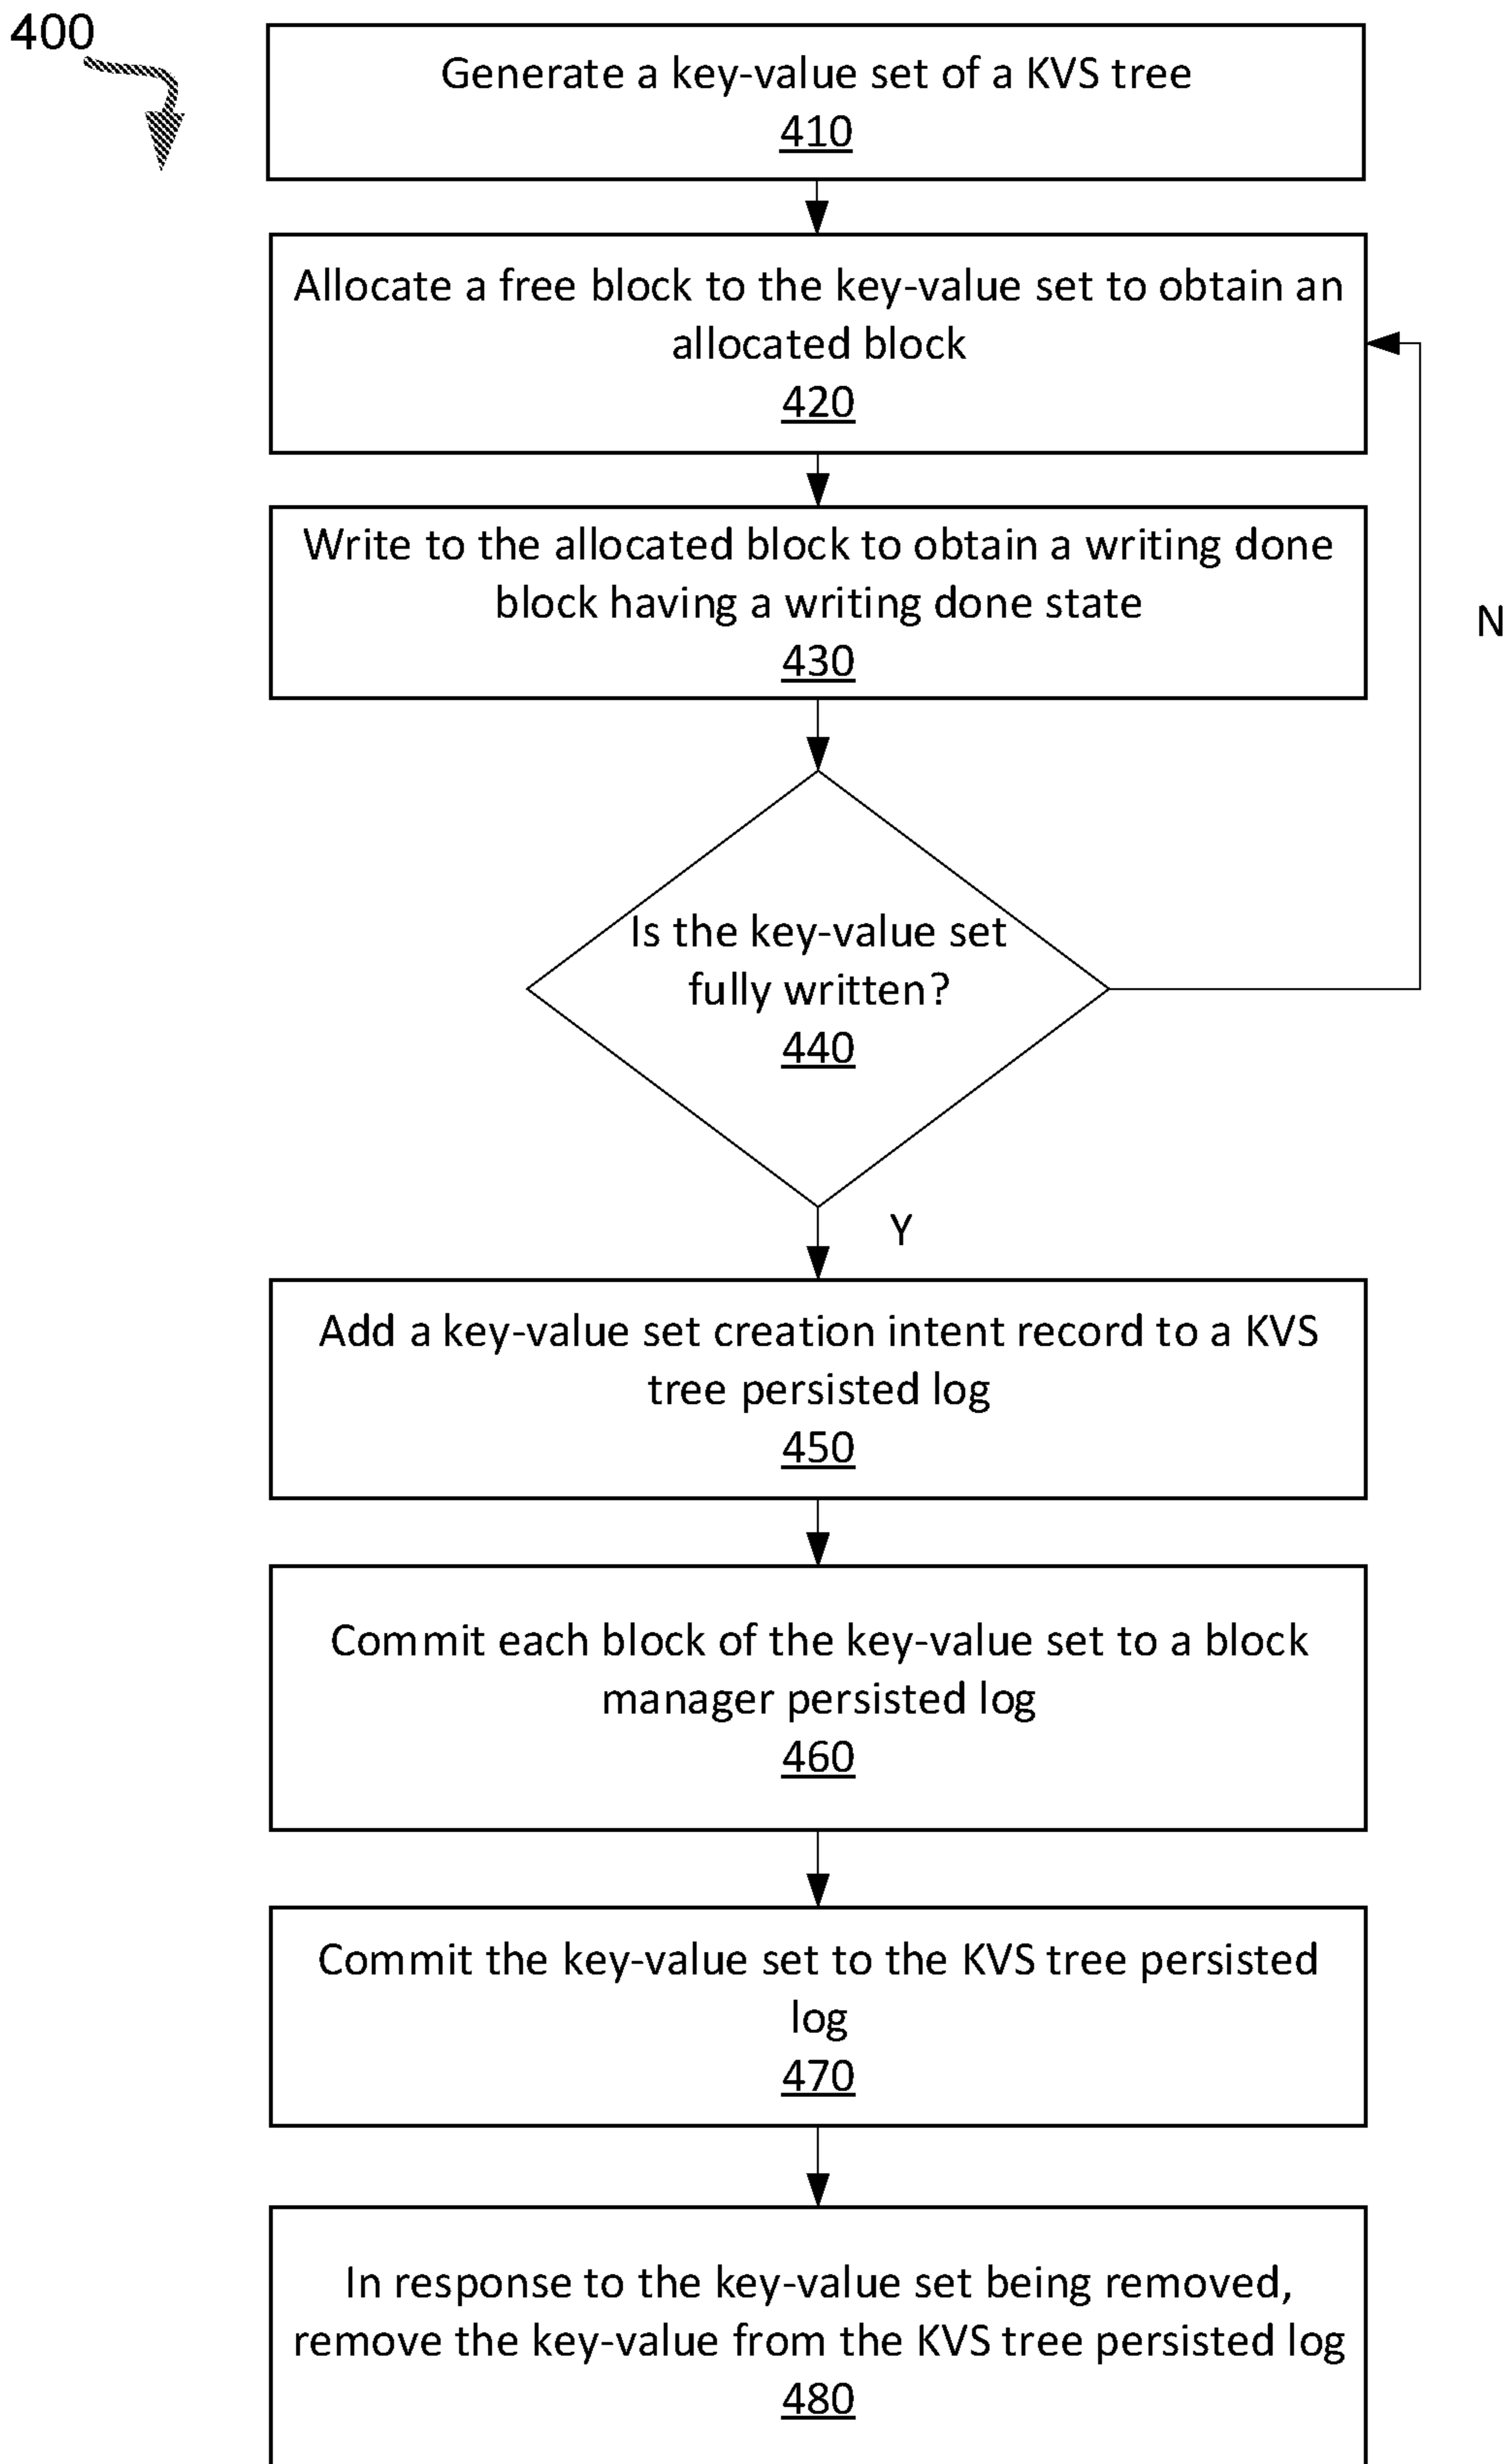 400
Generate a key-value set of a KVS tree
410
Allocate a free block to the key-value set to obtain an
allocated block
420
Write to the allocated block to obtain a writing done
block having a writing done state
430
N
Is the key-value set
fully written?
440
Y
Add a key-value set creation intent record to a KVS
tree persisted log
450
Commit each block of the key-value set to a block
manager persisted log
460
Commit the key-value set to the KVS tree persisted
log
470
In response to the key-value set being removed,
remove the key-value from the KVS tree persisted log
480